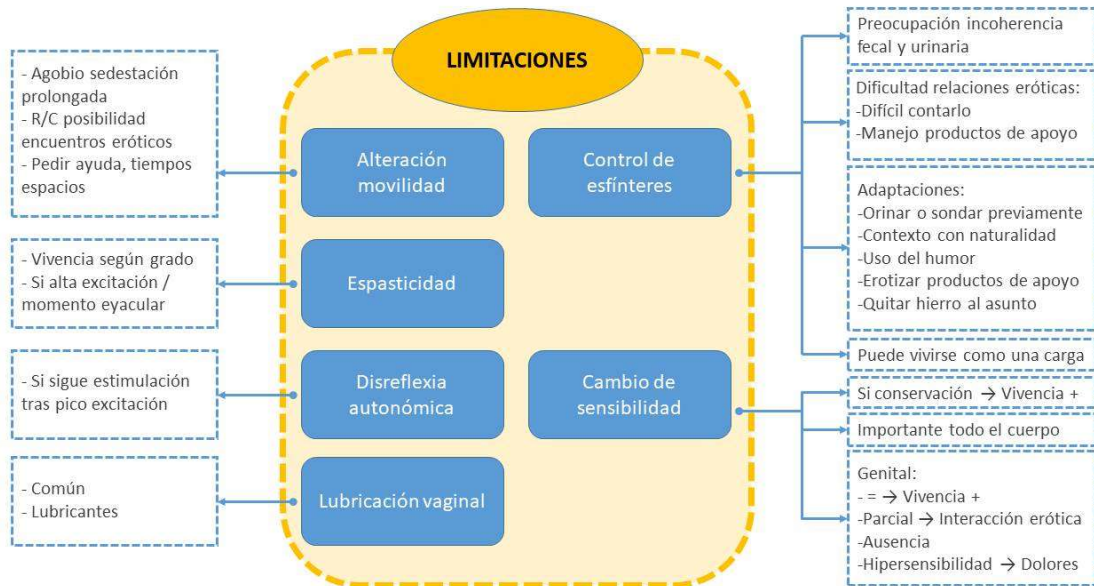 LIMITACIONES
- Agobio sedestación
prolongada
- R/C posibilidad
encuentros eróticos
- Pedir ayuda, tiempos
espacios
Alteración
movilidad
Control de
esfínteres
Preocupación incoherencia
fecal y urinaria
Dificultad relaciones eróticas:
-Difícil contarlo
-Manejo productos de apoyo
Adaptaciones:
-Orinar o sondar previamente
-Contexto con naturalidad
-Uso del humor
-Erotizar productos de apoyo
-Quitar hierro al asunto
Puede vivirse como una carga
- Vivencia según grado
- Si alta excitación /
momento eyacular
Espasticidad
- Si sigue estimulación
tras pico excitación
Disreflexia
autonómica
Cambio de
sensibilidad
Si conservación → Vivencia +
Importante todo el cuerpo
Genital:
- = → Vivencia +
-Parcial → Interacción erótica
-Ausencia
-Hipersensibilidad → Dolores
- Común
- Lubricantes
Lubricación vaginal